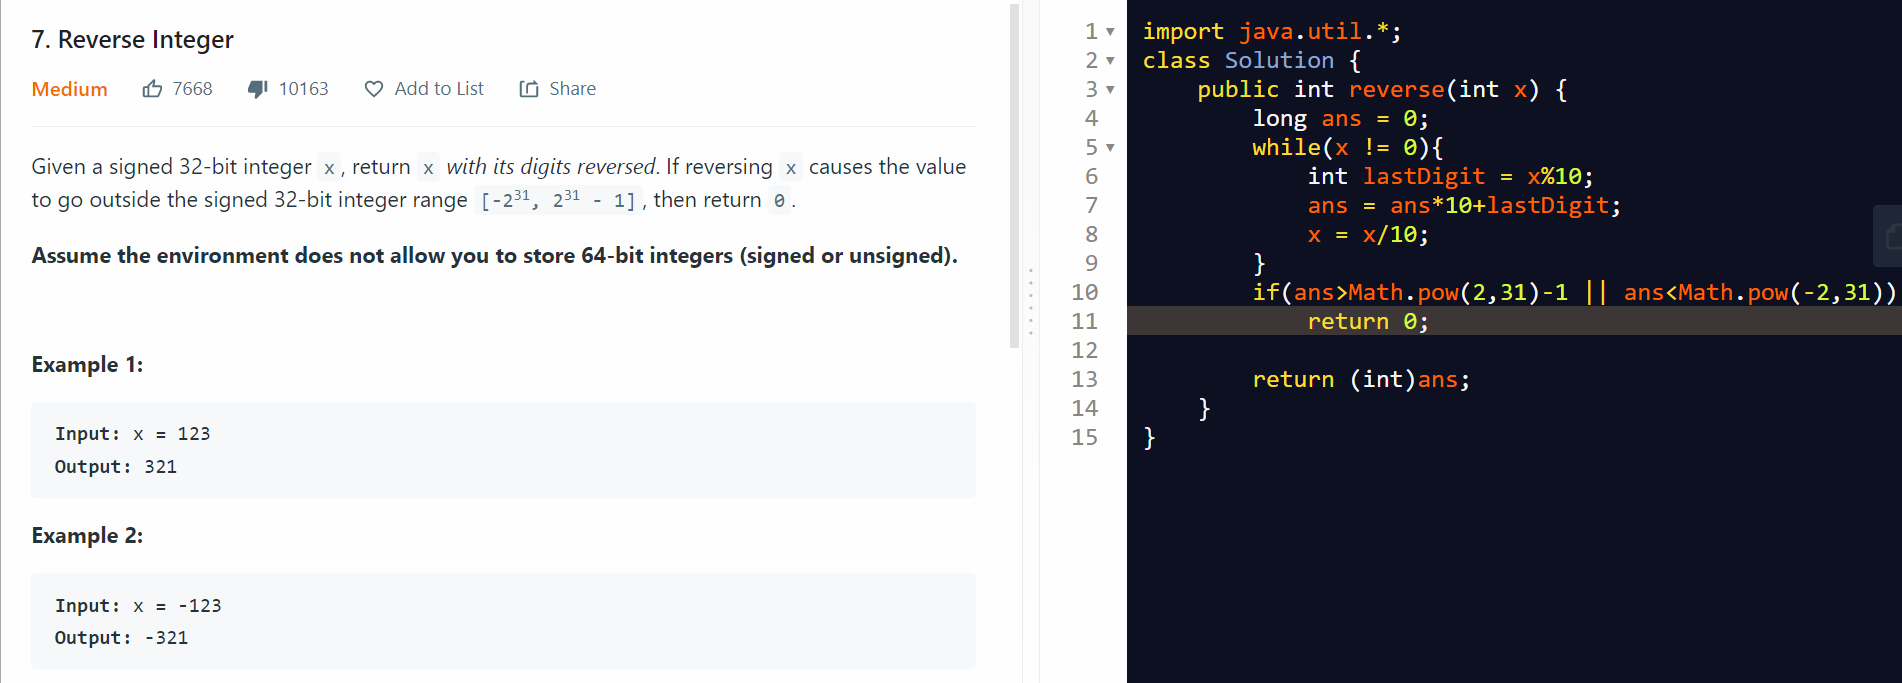 7. Reverse Integer
Medium 7668 10163 Add to List Share
Given a signed 32-bit integer x, return x with its digits reversed. If reversing x causes the value
to go outside the signed 32-bit integer range [-2³¹, 2³¹ - 1], then return 0.
Assume the environment does not allow you to store 64-bit integers (signed or unsigned).
Example 1:
Input: x = 123
Output: 321
Example 2:
Input: x = -123
Output: -321
1 import java.util.*;
2 class Solution {
3     public int reverse(int x) {
4         long ans = 0;
5         while(x != 0){
6             int lastDigit = x%10;
7             ans = ans*10+lastDigit;
8             x = x/10;
9         }
10         if(ans>Math.pow(2,31)-1 || ans<Math.pow(-2,31))
11             return 0;
12
13         return (int)ans;
14     }
15 }